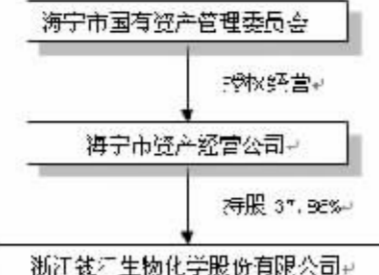 海宁市国有资产管理委员会
授权经营
海宁市资产经营公司
持股
浙江钱江生物化学股份有限公司